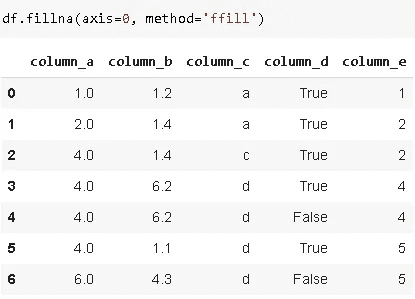 df.fillna(axis=0, method='ffill')
column_a column_b column_c column_d column_e
0 1.0 1.2 a True 1
1 2.0 1.4 a True 2
2 4.0 1.4 c True 2
3 4.0 6.2 d True 4
4 4.0 6.2 d False 4
5 4.0 1.1 d True 5
6 6.0 4.3 d False 5